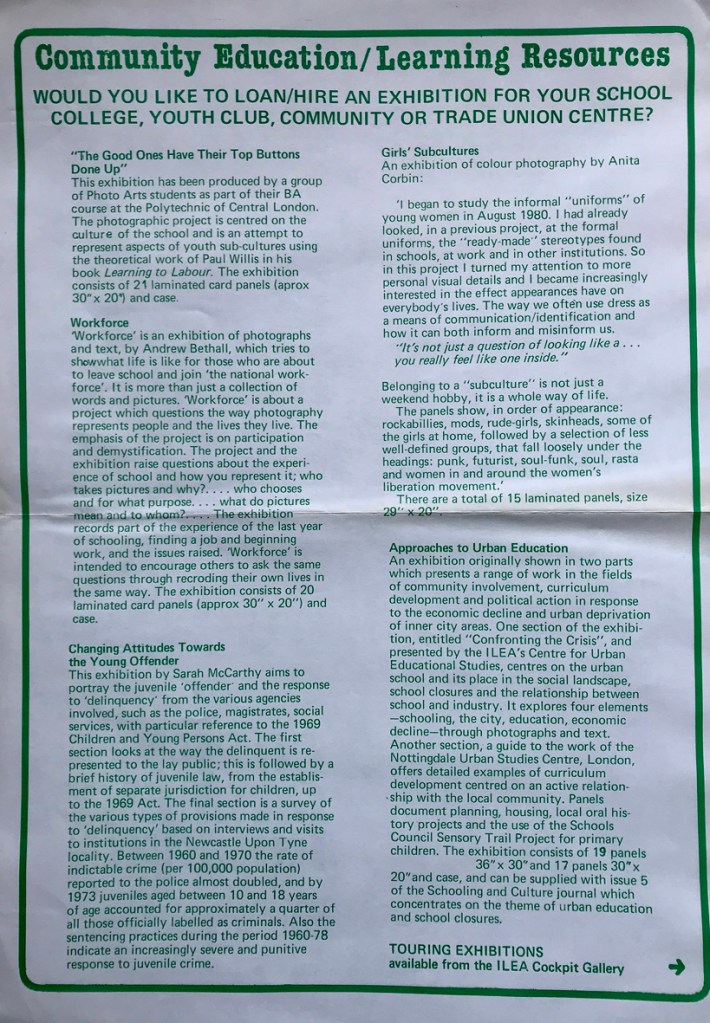 Community Education/Learning Resources
WOULD YOU LIKE TO LOAN/HIRE AN EXHIBITION FOR YOUR SCHOOL
COLLEGE, YOUTH CLUB, COMMUNITY OR TRADE UNION CENTRE?
"The Good Ones Have Their Top Buttons
Done Up"
This exhibition has been produced by a group
of Photo Arts students as part of their BA
course at the Polytechnic of Central London.
The photographic project is centred on the
culture of the school and is an attempt to
represent aspects of youth sub-cultures using
the theoretical work of Paul Willis in his
book Learning to Labour. The exhibition
consists of 21 laminated card panels (aprox
30" x 20") and case.
Workforce
'Workforce' is an exhibition of photographs
and text, by Andrew Bethall, which tries to
showwhat life is like for those who are about
to leave school and join 'the national work-
force'. It is more than just a collection of
words and pictures. 'Workforce' is about a
project which questions the way photography
represents people and the lives they live. The
emphasis of the project is on participation
and demystification. The project and the
exhibition raise questions about the experi-
ence of school and how you represent it; who
takes pictures and why?. . . . who chooses
and for what purpose. . . . what do pictures
mean and to whom?. . . . The exhibition
records part of the experience of the last year
of schooling, finding a job and beginning
work, and the issues raised. 'Workforce' is
intended to encourage others to ask the same
questions through recroding their own lives in
the same way. The exhibition consists of 20
laminated card panels (approx 30" x 20") and
case.
Changing Attitudes Towards
the Young Offender
This exhibition by Sarah McCarthy aims to
portray the juvenile 'offender' and the response
to 'delinquency' from the various agencies
involved, such as the police, magistrates, social
services, with particular reference to the 1969
Children and Young Persons Act. The first
section looks at the way the delinquent is re-
presented to the lay public; this is followed by a
brief history of juvenile law, from the establis-
ment of separate jurisdiction for children, up
to the 1969 Act. The final section is a survey of
the various types of provisions made in response
to 'delinquency' based on interviews and visits
to institutions in the Newcastle Upon Tyne
locality. Between 1960 and 1970 the rate of
indictable crime (per 100,000 population)
reported to the police almost doubled, and by
1973 juveniles aged between 10 and 18 years
of age accounted for approximately a quarter of
all those officially labelled as criminals. Also the
sentencing practices during the period 1960-78
indicate an increasingly severe and punitive
response to juvenile crime.
Girls' Subcultures
An exhibition of colour photography by Anita
Corbin:
'I began to study the informal "uniforms" of
young women in August 1980. I had already
looked, in a previous project, at the formal
uniforms, the "ready-made" stereotypes found
in schools, at work and in other institutions. So
in this project I turned my attention to more
personal visual details and I became increasingly
interested in the effect appearances have on
everybody's lives. The way we often use dress as
a means of communication/identification and
how it can both inform and misinform us.
"It's not just a question of looking like a . . .
you really feel like one inside."
Belonging to a "subculture" is not just a
weekend hobby, it is a whole way of life.
The panels show, in order of appearance:
rockabillies, mods, rude-girls, skinheads, some of
the girls at home, followed by a selection of less
well-defined groups, that fall loosely under the
headings: punk, futurist, soul-funk, soul, rasta
and women in and around the women's
liberation movement.'
There are a total of 15 laminated panels, size
29" x 20".
Approaches to Urban Education
An exhibition originally shown in two parts
which presents a range of work in the fields
of community involvement, curriculum
development and political action in response
to the economic decline and urban deprivation
of inner city areas. One section of the exhibi-
tion, entitled "Confronting the Crisis", and
presented by the ILEA's Centre for Urban
Educational Studies, centres on the urban
school and its place in the social landscape,
school closures and the relationship between
school and industry. It explores four elements
—schooling, the city, education, economic
decline—through photographs and text.
Another section, a guide to the work of the
Nottingdale Urban Studies Centre, London,
offers detailed examples of curriculum
development centred on an active relation-
ship with the local community. Panels
document planning, housing, local oral his-
tory projects and the use of the Schools
Council Sensory Trail Project for primary
children. The exhibition consists of 19 panels
36" x 30" and 17 panels 30" x
20" and case, and can be supplied with issue 5
of the Schooling and Culture journal which
concentrates on the theme of urban education
and school closures.
TOURING EXHIBITIONS
available from the ILEA Cockpit Gallery →